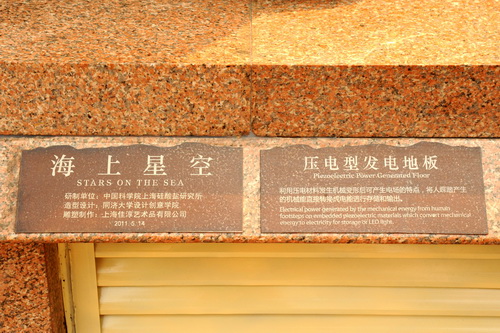 海上星空
STARS ON THE SEA
研制单位：中国科学院上海硅酸盐研究所
造型设计：同济大学设计创意学院
雕塑制作：上海佳淳艺术品有限公司
2011. 6. 14
压电型发电地板
Piezoelectric Power-Generated Floor
利用压电材料发生机械变形后可产生电场的特点，将人群踏产生
的机械能直接转换成电能进行存储和输出。
Electrical power generated by the mechanical energy from human
footsteps on embedded piezoelectric materials which convert mechanical
energy to electricity for storage or LED light.